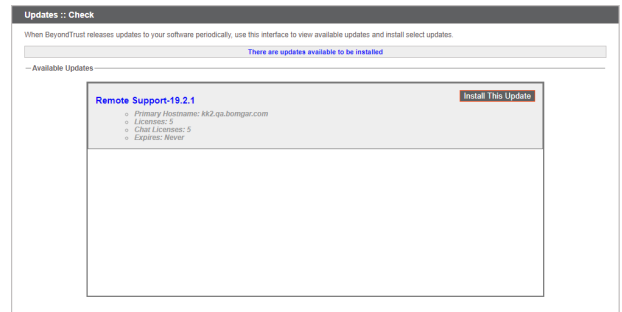 Updates :: Check
When BeyondTrust releases updates to your software periodically, use this interface to view available updates and install select updates.
There are updates available to be installed
Available Updates
Remote Support-19.2.1
Install This Update
Primary Hostname: kk2.qa.bomgar.com
Licenses: 5
Chat Licenses: 5
Expires: Never